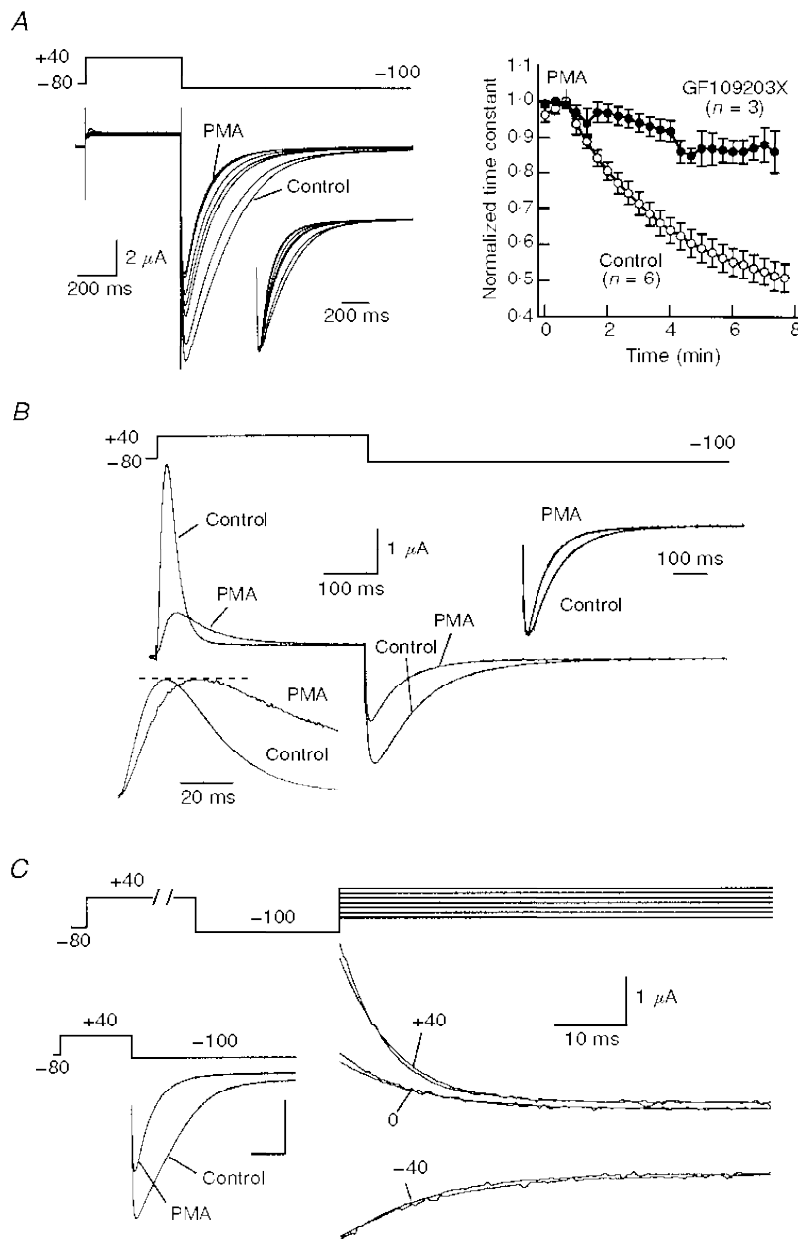 A
+40
−80
−100
PMA
Control
2 μA
200 ms
200 ms
Normalized time constant
1·1
1·0
0·9
0·8
0·7
0·6
0·5
0·4
PMA
GF109203X
(n = 3)
Control
(n = 6)
0
2
4
6
8
Time (min)
B
+40
−80
−100
Control
PMA
1 μA
100 ms
PMA
Control
100 ms
Control
PMA
PMA
Control
20 ms
C
+40
−80
−100
1 μA
10 ms
+40
0
−40
+40
−80
−100
Control
PMA